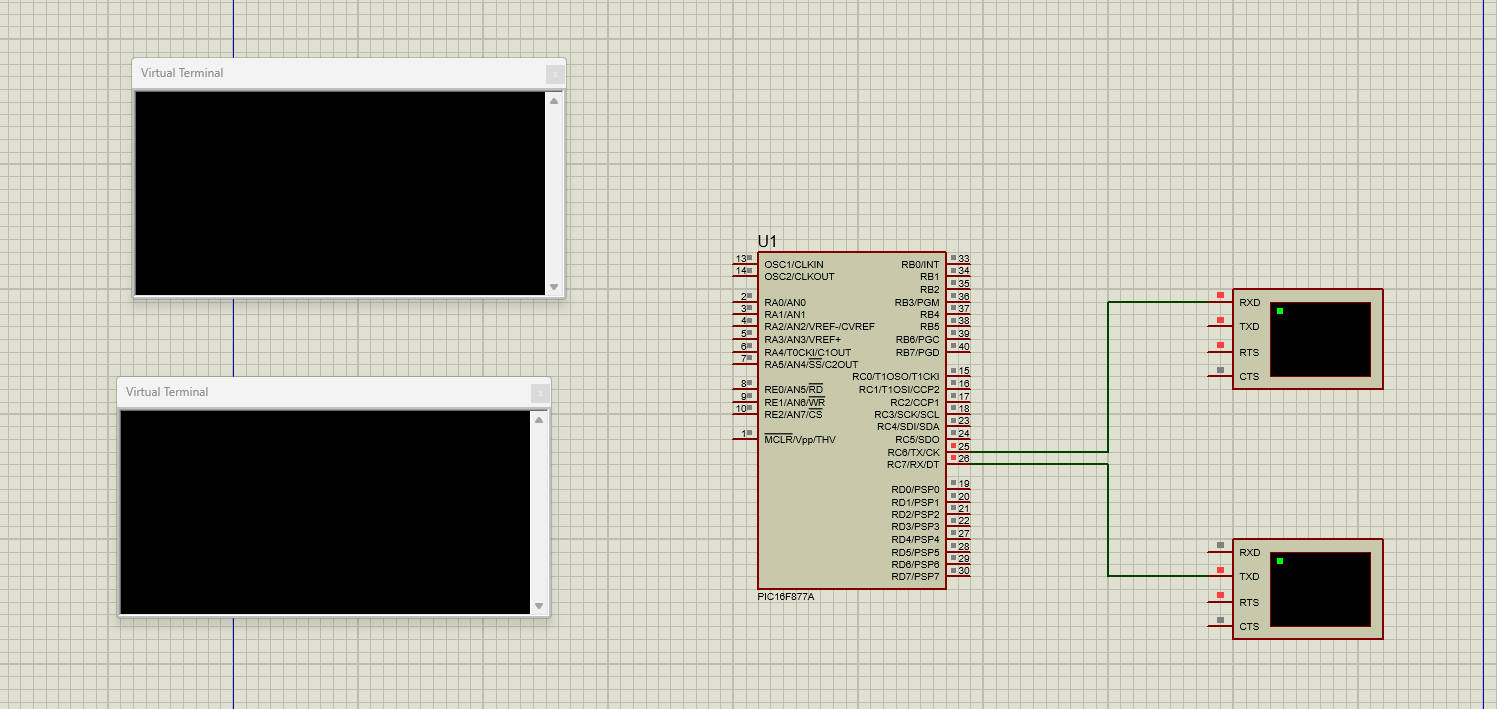 Virtual Terminal
x
Virtual Terminal
x
U1
13 OSC1/CLKIN
14 OSC2/CLKOUT
2 RA0/AN0
3 RA1/AN1
4 RA2/AN2/VREF-/CVREF
5 RA3/AN3/VREF+
6 RA4/T0CKI/C1OUT
7 RA5/AN4/SS/C2OUT
8 RE0/AN5/RD
9 RE1/AN6/WR
10 RE2/AN7/CS
1 MCLR/Vpp/THV
RB0/INT 33
RB1 34
RB2 35
RB3/PGM 36
RB4 37
RB5 38
RB6/PGC 39
RB7/PGD 40
RC0/T1OSO/T1CKI 15
RC1/T1OSI/CCP2 16
RC2/CCP1 17
RC3/SCK/SCL 18
RC4/SDI/SDA 23
RC5/SDO 24
RC6/TX/CK 25
RC7/RX/DT 26
RD0/PSP0 19
RD1/PSP1 20
RD2/PSP2 21
RD3/PSP3 22
RD4/PSP4 27
RD5/PSP5 28
RD6/PSP6 29
RD7/PSP7 30
PIC16F877A
RXD
TXD
RTS
CTS
RXD
TXD
RTS
CTS